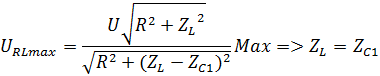 U_{RLmax} = \frac{U\sqrt{R^2 + Z_L{}^2}}{\sqrt{R^2 + (Z_L - Z_{C1})^2}} Max => Z_L = Z_{C1}